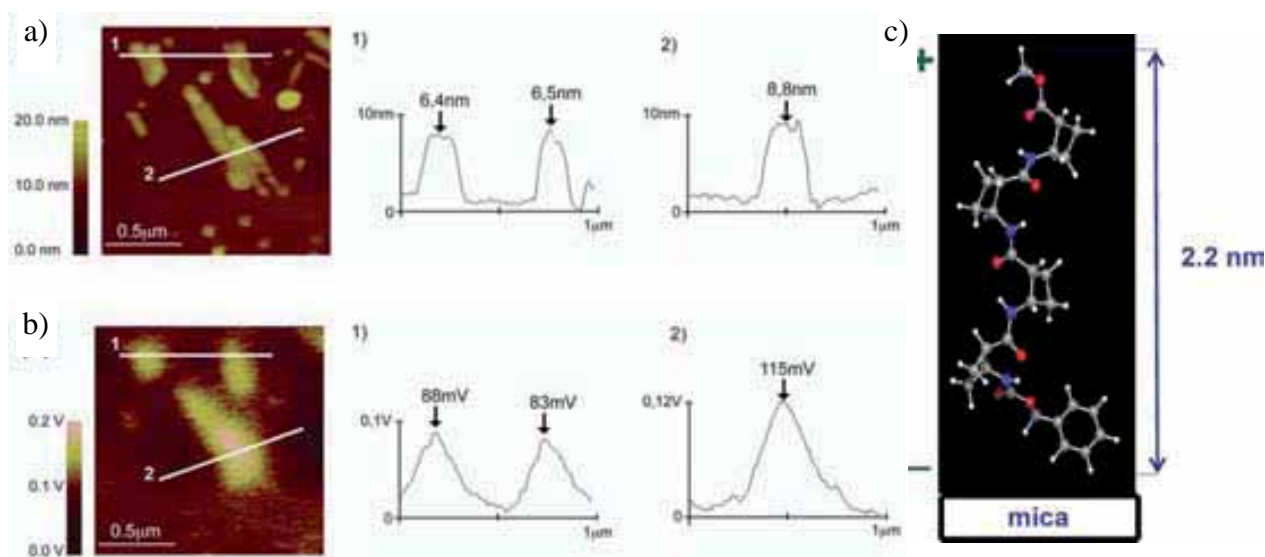 a)
1
2
20.0 nm
10.0 nm
0.0 nm
0.5µm
1)
6,4nm
6,5nm
10nm
0
1µm
2)
8,8nm
10nm
0
1µm
b)
1
2
0.2 V
0.1 V
0.0 V
0.5µm
1)
88mV
83mV
0,1V
0
1µm
2)
115mV
0,12V
0
1µm
c)
+
2.2 nm
−
mica